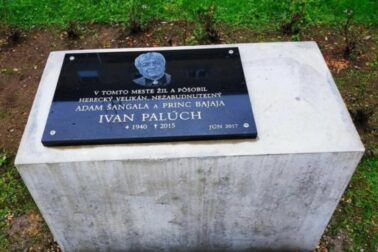 V TOMTO MESTE ŽIL A PÔSOBIL
HERECKÝ VELIKÁN, NEZABUDNUTEĽNÝ
ADAM ŠANGALA A PRINC BAJAJA
IVAN PALÚCH
* 1940 † 2015
JÚN 2017